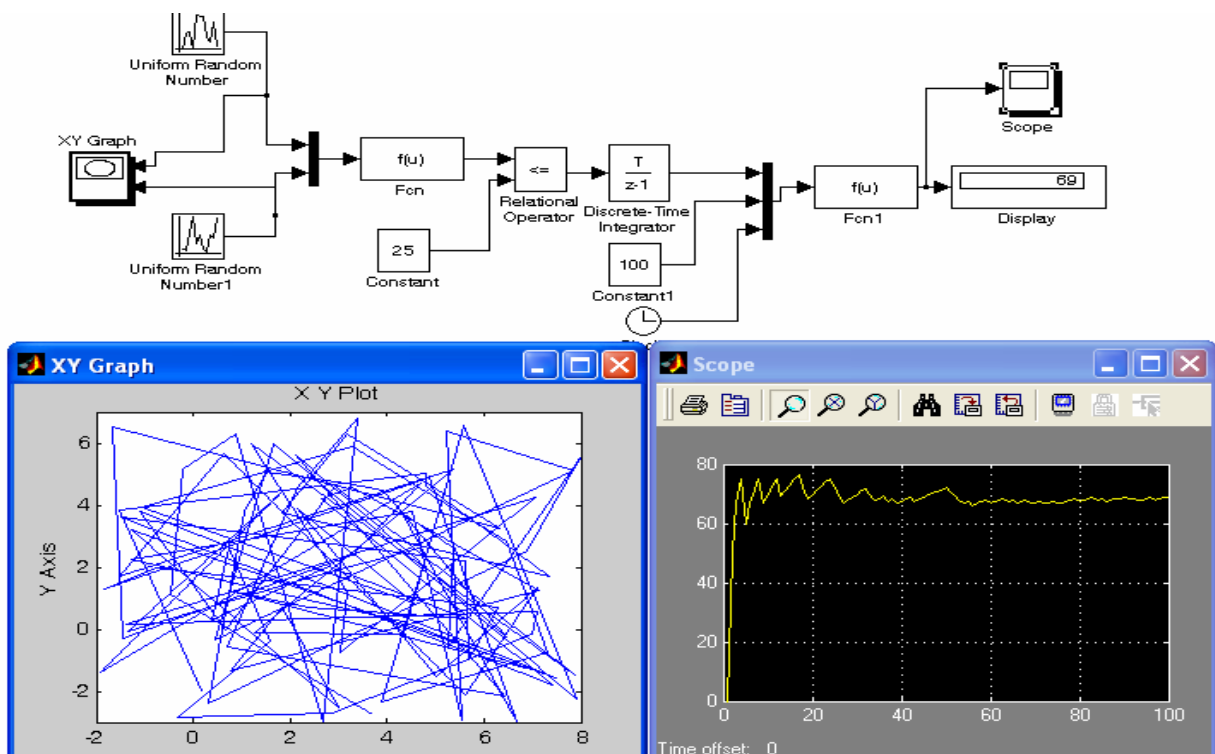 Uniform Random
Number
XY Graph
f(u)
Fcn
<=
Relational
Operator
T
z-1
Discrete-Time
Integrator
f(u)
Fcn1
Scope
69
Display
Uniform Random
Number1
25
Constant
100
Constant1
XY Graph
X Y Plot
Y Axis
6
4
2
0
-2
-2
0
2
4
6
8
Scope
80
60
40
20
0
0
20
40
60
80
100
Time offset: 0